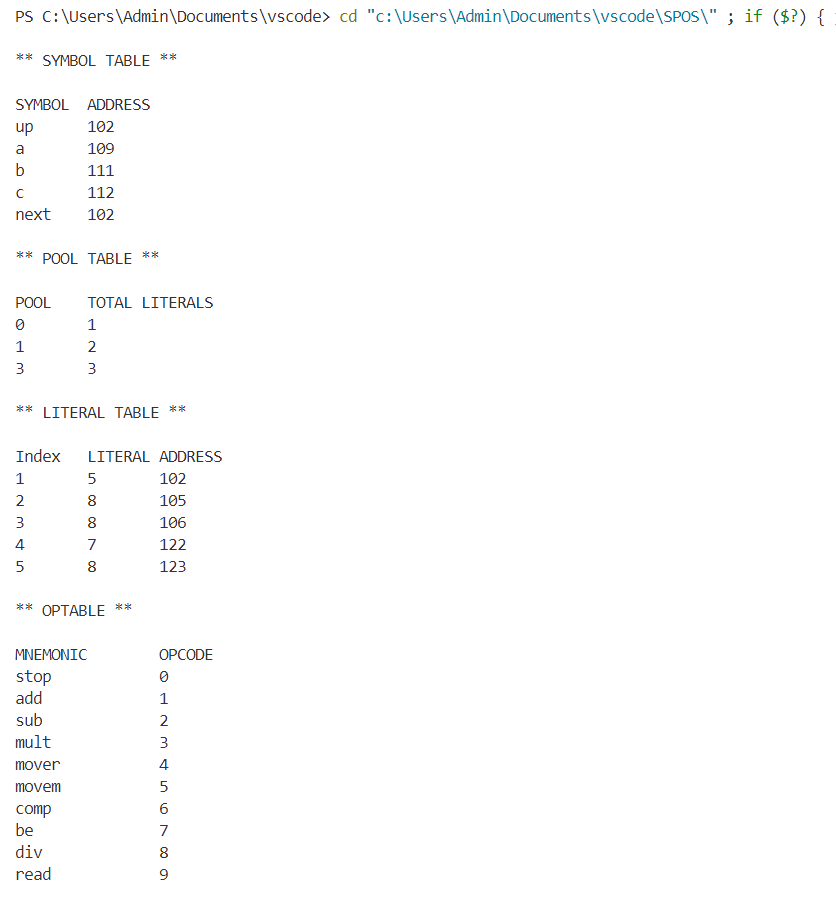 PS C:\Users\Admin\Documents\vscode> cd "c:\Users\Admin\Documents\vscode\SPOS\" ; if ($?) {
** SYMBOL TABLE **
SYMBOL ADDRESS
up 102
a 109
b 111
c 112
next 102
** POOL TABLE **
POOL TOTAL LITERALS
0 1
1 2
3 3
** LITERAL TABLE **
Index LITERAL ADDRESS
1 5 102
2 8 105
3 8 106
4 7 122
5 8 123
** OPTABLE **
MNEMONIC OPCODE
stop 0
add 1
sub 2
mult 3
mover 4
movem 5
comp 6
be 7
div 8
read 9